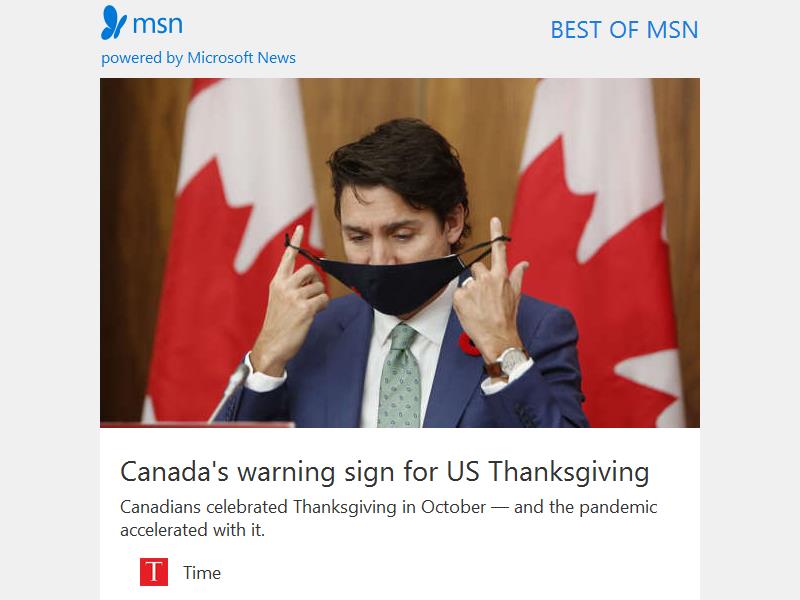 msn
BEST OF MSN
powered by Microsoft News
Canada's warning sign for US Thanksgiving
Canadians celebrated Thanksgiving in October — and the pandemic
accelerated with it.
T
Time